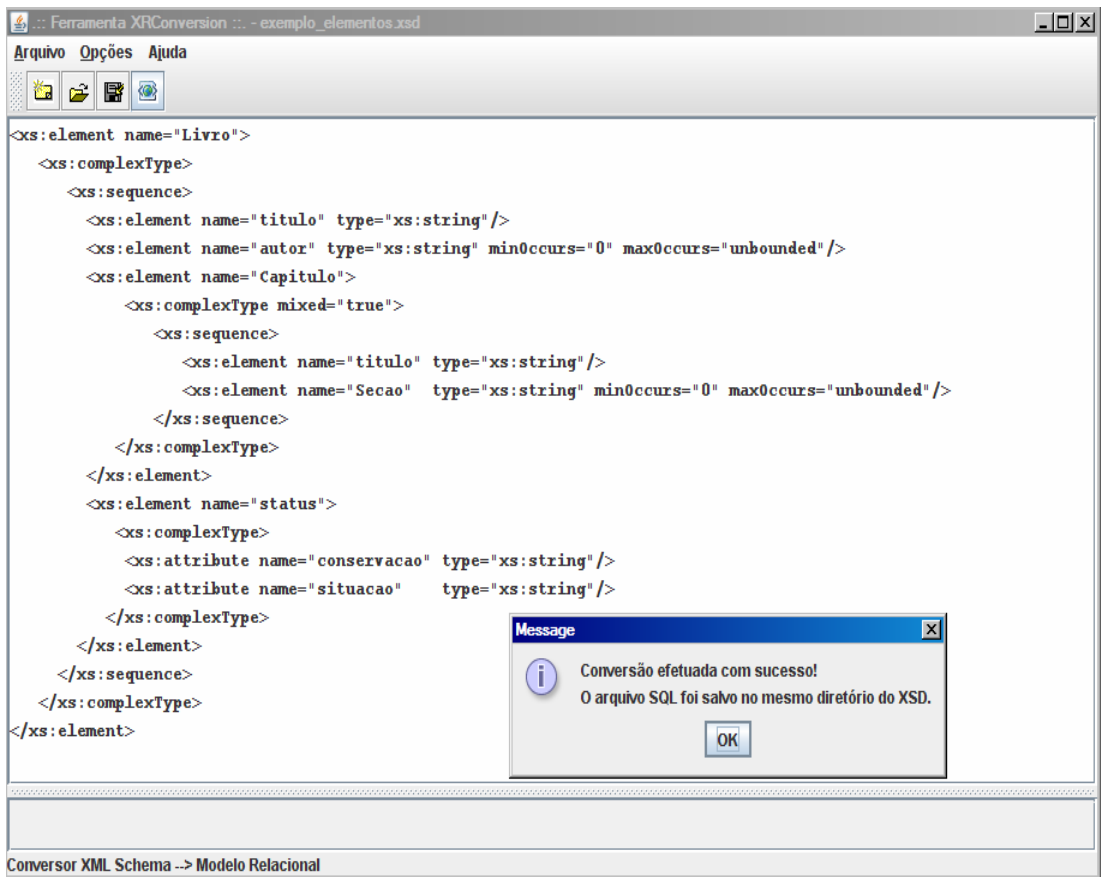 .:: Ferramenta XRConversion ::. - exemplo_elementos.xsd
Arquivo Opções Ajuda
<xs:element name="Livro">
<xs:complexType>
<xs:sequence>
<xs:element name="titulo" type="xs:string"/>
<xs:element name="autor" type="xs:string" minOccurs="0" maxOccurs="unbounded"/>
<xs:element name="Capitulo">
<xs:complexType mixed="true">
<xs:sequence>
<xs:element name="titulo" type="xs:string"/>
<xs:element name="Secao" type="xs:string" minOccurs="0" maxOccurs="unbounded"/>
</xs:sequence>
</xs:complexType>
</xs:element>
<xs:element name="status">
<xs:complexType>
<xs:attribute name="conservacao" type="xs:string"/>
<xs:attribute name="situacao" type="xs:string"/>
</xs:complexType>
</xs:element>
</xs:sequence>
</xs:complexType>
</xs:element>
Message
Conversão efetuada com sucesso!
O arquivo SQL foi salvo no mesmo diretório do XSD.
OK
Conversor XML Schema --> Modelo Relacional